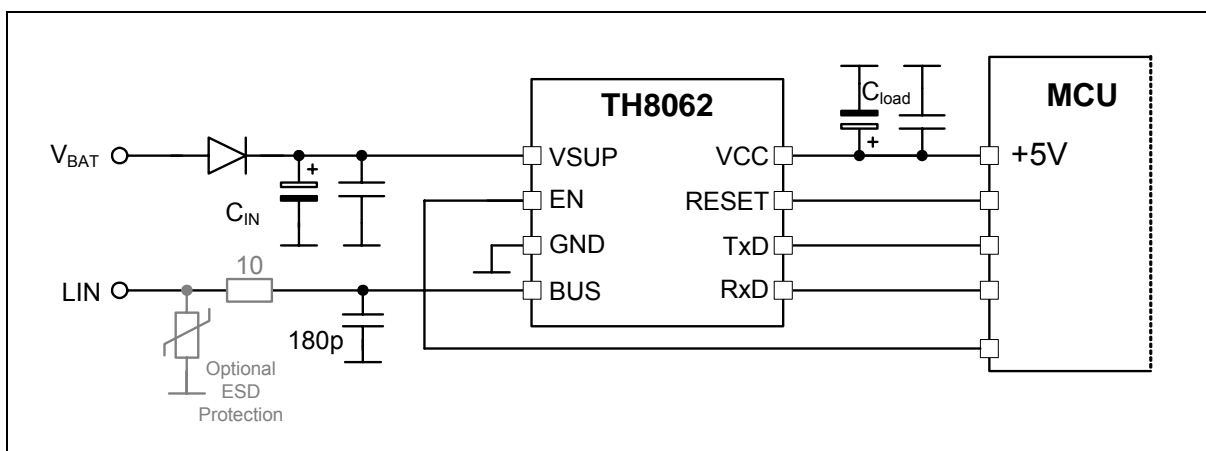 TH8062
MCU
C_load
+
V_BAT
+
C_IN
VSUP
VCC
+5V
EN
RESET
GND
TxD
LIN
10
BUS
RxD
180p
Optional
ESD
Protection